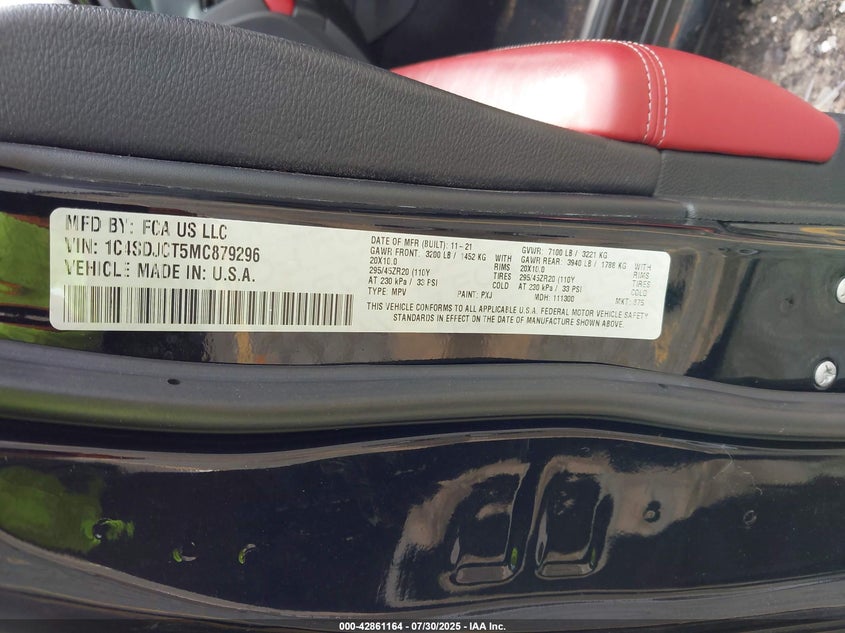 MFD BY: FCA US LLC
VIN: 1C4SDJCT5MC879296
VEHICLE MADE IN U.S.A.
DATE OF MFR (BUILT): 11-21 GVWR: 7100 LB / 3221 KG
GAWR FRONT: 3200 LB / 1452 KG WITH GAWR REAR: 3940 LB / 1788 KG WITH
20X10.0 RIMS 20X10.0 RIMS
295/45ZR20 (110Y TIRES 295/45ZR20 (110Y TIRES
AT 230 kPa / 33 PSI COLD AT 230 kPa / 33 PSI COLD
TYPE: MPV PAINT: PXJ MDH: 111300 MKT: 375
THIS VEHICLE CONFORMS TO ALL APPLICABLE U.S.A. FEDERAL MOTOR VEHICLE SAFETY
STANDARDS IN EFFECT ON THE DATE OF MANUFACTURE SHOWN ABOVE.
000-42861164 - 07/30/2025 - IAA Inc.